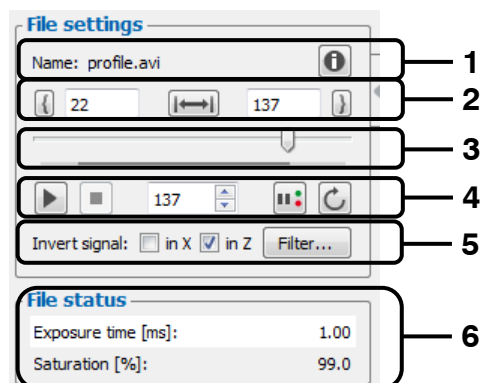 File settings
Name: profile.avi
1
22 137
2
3
137
4
Invert signal: in X in Z Filter...
5
File status
Exposure time [ms]: 1.00
6
Saturation [%]: 99.0